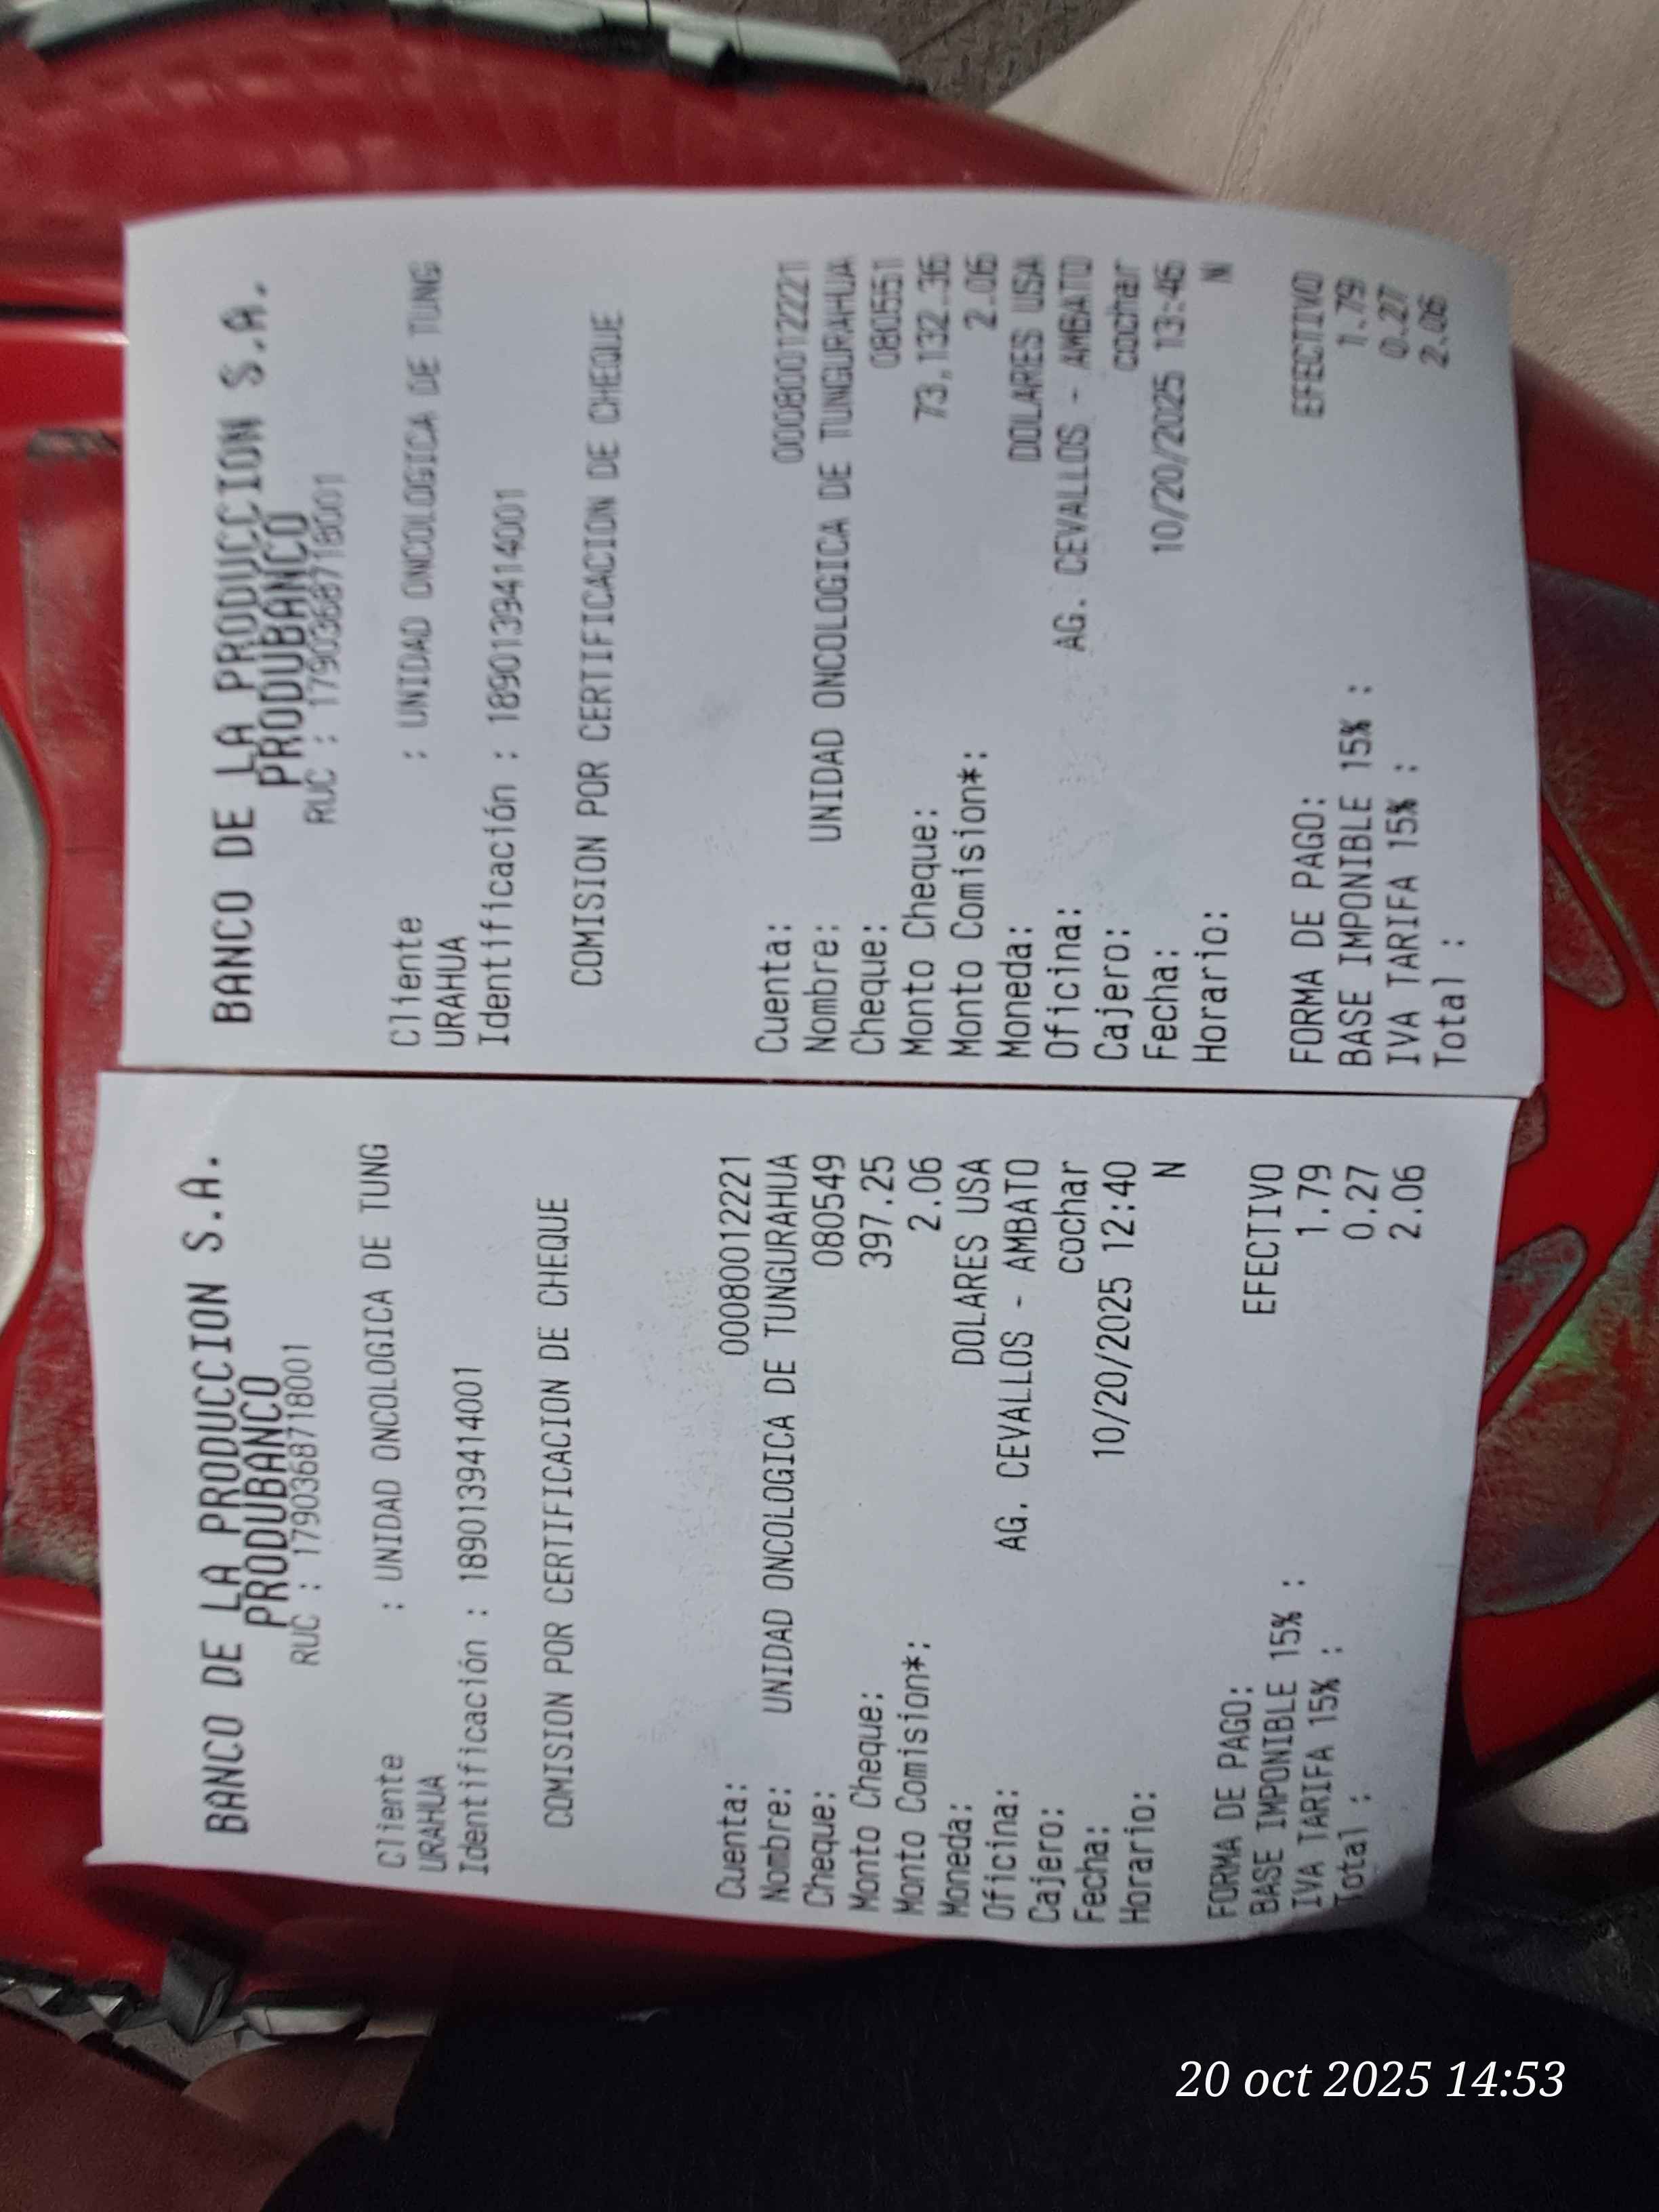 BANCO DE LA PRODUCCION S.A.
PRODUBANCO
RUC : 1790368718001
Cliente : UNIDAD ONCOLOGICA DE TUNG
URAHUA
Identificación : 1890139414001
COMISION POR CERTIFICACION DE CHEQUE
Cuenta: 00080012221
Nombre: UNIDAD ONCOLOGICA DE TUNGURAHUA
Cheque: 080549
Monto Cheque: 397.25
Monto Comision*: 2.06
Moneda: DOLARES USA
Oficina: AG. CEVALLOS - AMBATO
Cajero: cochar
Fecha: 10/20/2025 12:40
Horario: N
FORMA DE PAGO: EFECTIVO
BASE IMPONIBLE 15% : 1.79
IVA TARIFA 15% : 0.27
Total : 2.06
BANCO DE LA PRODUCCION S.A.
PRODUBANCO
RUC : 1790368718001
Cliente : UNIDAD ONCOLOGICA DE TUNG
URAHUA
Identificación : 1890139414001
COMISION POR CERTIFICACION DE CHEQUE
Cuenta: 00080012221
Nombre: UNIDAD ONCOLOGICA DE TUNGURAHUA
Cheque: 080551
Monto Cheque: 73,132.36
Monto Comision*: 2.06
Moneda: DOLARES USA
Oficina: AG. CEVALLOS - AMBATO
Cajero: cochar
Fecha: 10/20/2025 13:46
Horario: N
FORMA DE PAGO: EFECTIVO
BASE IMPONIBLE 15% : 1.79
IVA TARIFA 15% : 0.27
Total : 2.06
20 oct 2025 14:53